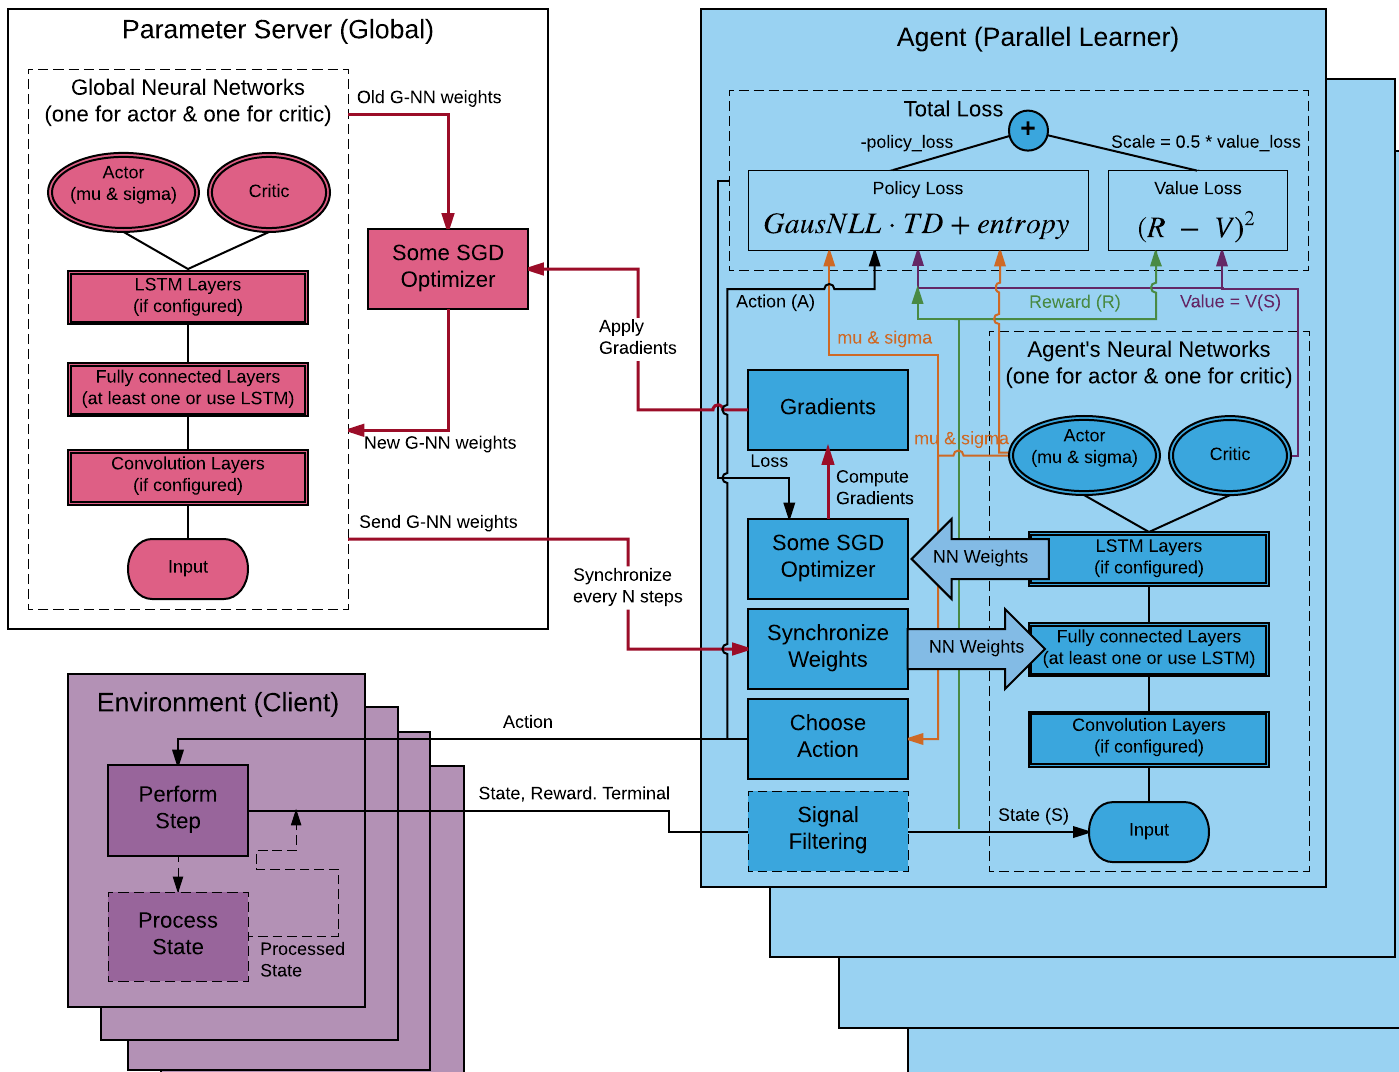 Parameter Server (Global)
Global Neural Networks
(one for actor & one for critic)
Actor
(mu & sigma)
Critic
LSTM Layers
(if configured)
Fully connected Layers
(at least one or use LSTM)
Convolution Layers
(if configured)
Input
Old G-NN weights
Some SGD
Optimizer
New G-NN weights
Send G-NN weights
Apply
Gradients
Synchronize
every N steps
Environment (Client)
Perform
Step
Process
State
Processed
State
Action
State, Reward. Terminal
Agent (Parallel Learner)
Total Loss
+
-policy_loss
Scale = 0.5 * value_loss
Policy Loss
GausNLL · TD + entropy
Value Loss
(R − V)²
Action (A)
Reward (R)
Value = V(S)
mu & sigma
Gradients
mu & sigma
Loss
Compute
Gradients
Some SGD
Optimizer
NN Weights
Synchronize
Weights
NN Weights
Choose
Action
Signal
Filtering
State (S)
Agent's Neural Networks
(one for actor & one for critic)
Actor
(mu & sigma)
Critic
LSTM Layers
(if configured)
Fully connected Layers
(at least one or use LSTM)
Convolution Layers
(if configured)
Input